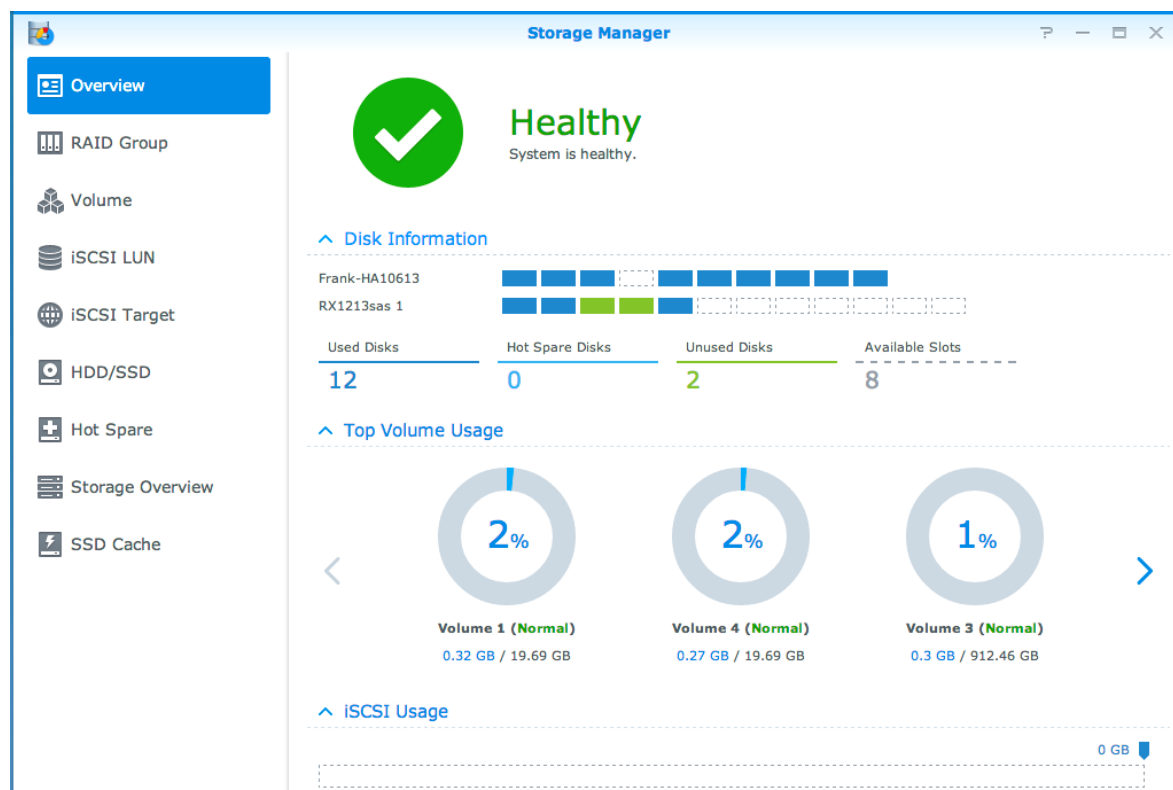 Storage Manager
Overview
RAID Group
Volume
iSCSI LUN
iSCSI Target
HDD/SSD
Hot Spare
Storage Overview
SSD Cache
Healthy
System is healthy.
Disk Information
Frank-HA10613
RX1213sas 1
Used Disks Hot Spare Disks Unused Disks Available Slots
12 0 2 8
Top Volume Usage
2% 2% 1%
Volume 1 (Normal) Volume 4 (Normal) Volume 3 (Normal)
0.32 GB / 19.69 GB 0.27 GB / 19.69 GB 0.3 GB / 912.46 GB
iSCSI Usage
0 GB